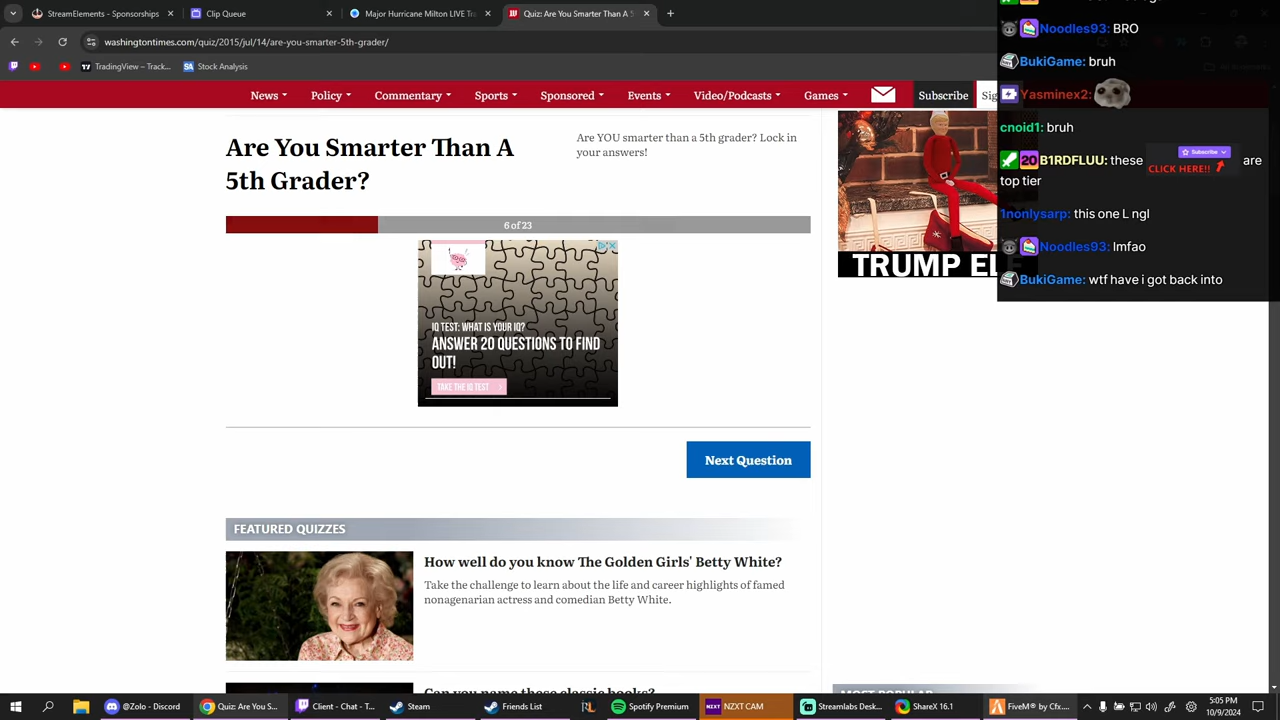 StreamElements - Sponsorships
Clip Queue
Major Hurricane Milton LIVE Tr
Quiz: Are You Smarter Than A 5
washingtontimes.com/quiz/2015/jul/14/are-you-smarter-5th-grader/
TradingView – Track...
Stock Analysis
News
Policy
Commentary
Sports
Sponsored
Events
Video/Podcasts
Games
Subscribe
Sig
Noodles93: BRO
BukiGame: bruh
Yasminex2:
cnoid1: bruh
B1RDFLUU: these Subscribe CLICK HERE!! are
top tier
1nonlysarp: this one L ngl
Noodles93: lmfao
BukiGame: wtf have i got back into
Are You Smarter Than A
5th Grader?
Are YOU smarter than a 5th grader? Lock in
your answers!
6 of 23
IQ TEST: WHAT IS YOUR IQ?
ANSWER 20 QUESTIONS TO FIND
OUT!
TAKE THE IQ TEST
TRUMP EL
Next Question
FEATURED QUIZZES
How well do you know The Golden Girls' Betty White?
Take the challenge to learn about the life and career highlights of famed
nonagenarian actress and comedian Betty White.
Can you name these classic books?
MOST POPULAR
@Zolo - Discord
Quiz: Are You S...
Client - Chat - T...
Steam
Friends List
Spotify Premium
NZXT CAM
Streamlabs Deskt...
ShareX 16.1
FiveM® by Cfx....
5:05 PM
10/9/2024